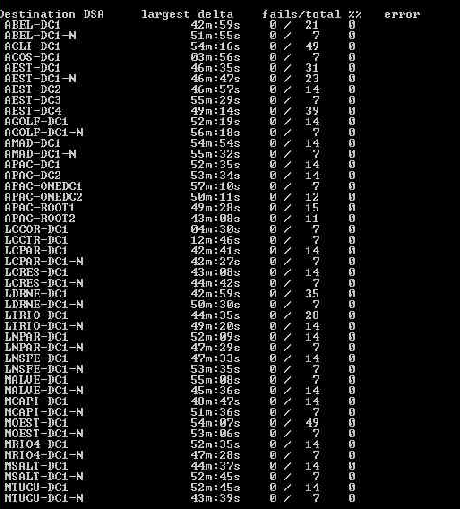 Destination DSA largest delta fails/total %% error
ABEL-DC1 42m:59s 0 / 21 0
ABEL-DC1-N 51m:55s 0 / 7 0
ACLI-DC1 54m:16s 0 / 49 0
ACOS-DC1 03m:56s 0 / 7 0
AEST-DC1 46m:35s 0 / 31 0
AEST-DC1-N 46m:47s 0 / 23 0
AEST-DC2 46m:57s 0 / 14 0
AEST-DC3 55m:29s 0 / 7 0
AEST-DC4 49m:14s 0 / 39 0
AGOLF-DC1 52m:19s 0 / 14 0
AGOLF-DC1-N 56m:18s 0 / 7 0
AMAD-DC1 54m:54s 0 / 14 0
AMAD-DC1-N 55m:32s 0 / 7 0
APAC-DC1 52m:35s 0 / 14 0
APAC-DC2 53m:34s 0 / 14 0
APAC-ONEDC1 57m:10s 0 / 7 0
APAC-ONEDC2 50m:11s 0 / 12 0
APAC-ROOT1 49m:28s 0 / 15 0
APAC-ROOT2 43m:08s 0 / 11 0
LCCOR-DC1 04m:30s 0 / 7 0
LCCTR-DC1 12m:46s 0 / 7 0
LCPAR-DC1 42m:41s 0 / 14 0
LCPAR-DC1-N 42m:27s 0 / 7 0
LCRES-DC1 43m:08s 0 / 14 0
LCRES-DC1-N 44m:42s 0 / 7 0
LDRNE-DC1 42m:59s 0 / 35 0
LDRNE-DC1-N 50m:30s 0 / 7 0
LIRIO-DC1 44m:35s 0 / 28 0
LIRIO-DC1-N 49m:20s 0 / 14 0
LNPAR-DC1 52m:09s 0 / 14 0
LNPAR-DC1-N 47m:29s 0 / 7 0
LNSFE-DC1 47m:33s 0 / 14 0
LNSFE-DC1-N 53m:35s 0 / 7 0
MALVE-DC1 55m:08s 0 / 7 0
MALVE-DC1-N 45m:36s 0 / 14 0
MCAPI-DC1 48m:47s 0 / 14 0
MCAPI-DC1-N 51m:36s 0 / 7 0
MOEST-DC1 54m:07s 0 / 49 0
MOEST-DC1-N 53m:06s 0 / 7 0
MRIO4-DC1 52m:35s 0 / 14 0
MRIO4-DC1-N 47m:28s 0 / 7 0
MSALT-DC1 44m:37s 0 / 14 0
MSALT-DC1-N 52m:45s 0 / 7 0
MTUCU-DC1 52m:45s 0 / 14 0
MTUCU-DC1-N 43m:39s 0 / 7 0